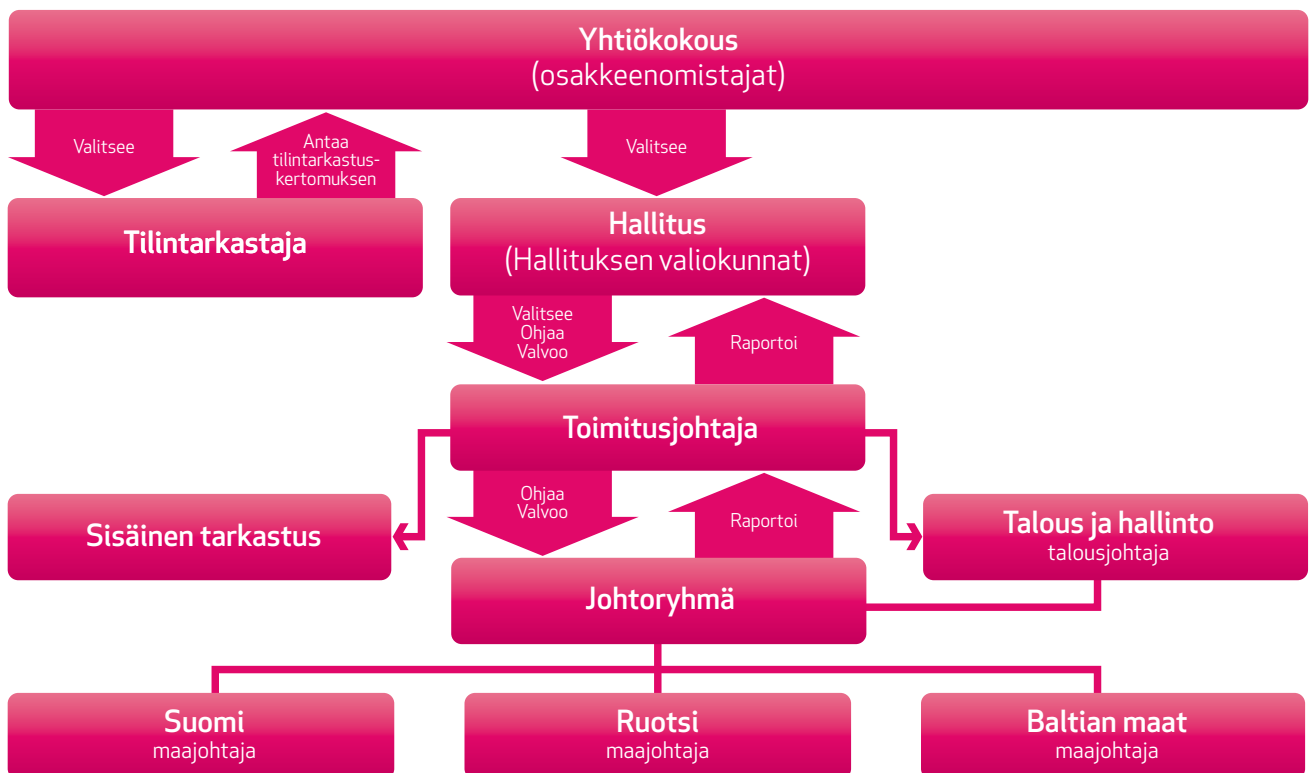 Yhtiökokous
(osakkeenomistajat)
Valitsee
Antaa
tilintarkastus-
kertomuksen
Valitsee
Tilintarkastaja
Hallitus
(Hallituksen valiokunnat)
Valitsee
Ohjaa
Valvoo
Raportoi
Toimitusjohtaja
Ohjaa
Valvoo
Raportoi
Sisäinen tarkastus
Talous ja hallinto
talousjohtaja
Johtoryhmä
Suomi
maajohtaja
Ruotsi
maajohtaja
Baltian maat
maajohtaja